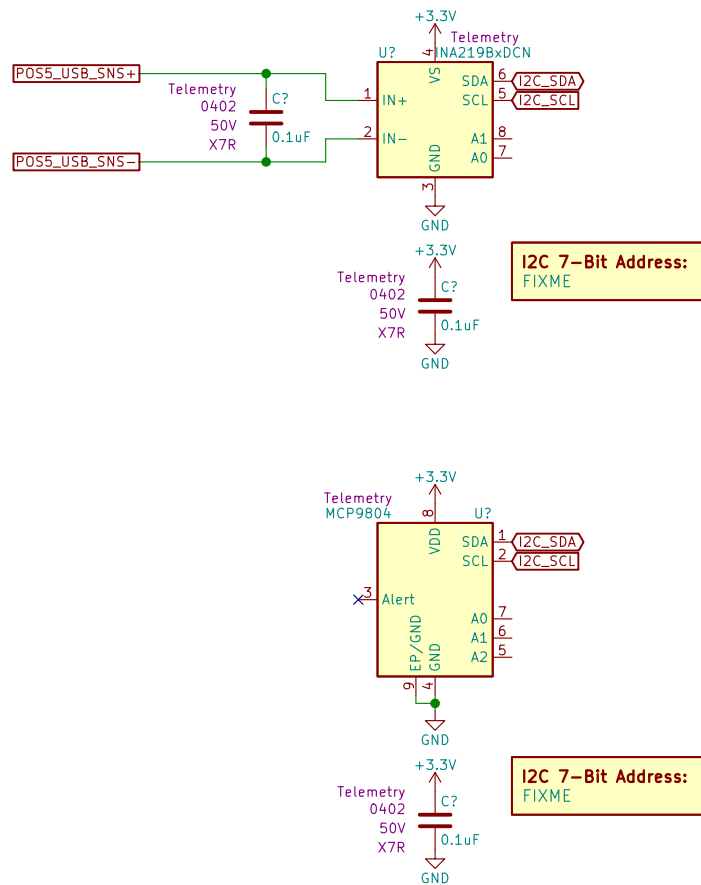 +3.3V
Telemetry
U?
INA219BxDCN
4
VS
POS5_USB_SNS+
SDA
6
I2C_SDA
Telemetry
0402
50V
X7R
C?
0.1uF
1
IN+
SCL
5
I2C_SCL
2
IN-
A1
8
POS5_USB_SNS-
GND
A0
7
3
GND
+3.3V
I2C 7-Bit Address:
FIXME
Telemetry
0402
50V
X7R
C?
0.1uF
GND
+3.3V
Telemetry
MCP9804
U?
8
VDD
SDA
1
I2C_SDA
SCL
2
I2C_SCL
3
Alert
A0
7
A1
6
A2
5
EP/GND
GND
9
4
GND
+3.3V
I2C 7-Bit Address:
FIXME
Telemetry
0402
50V
X7R
C?
0.1uF
GND